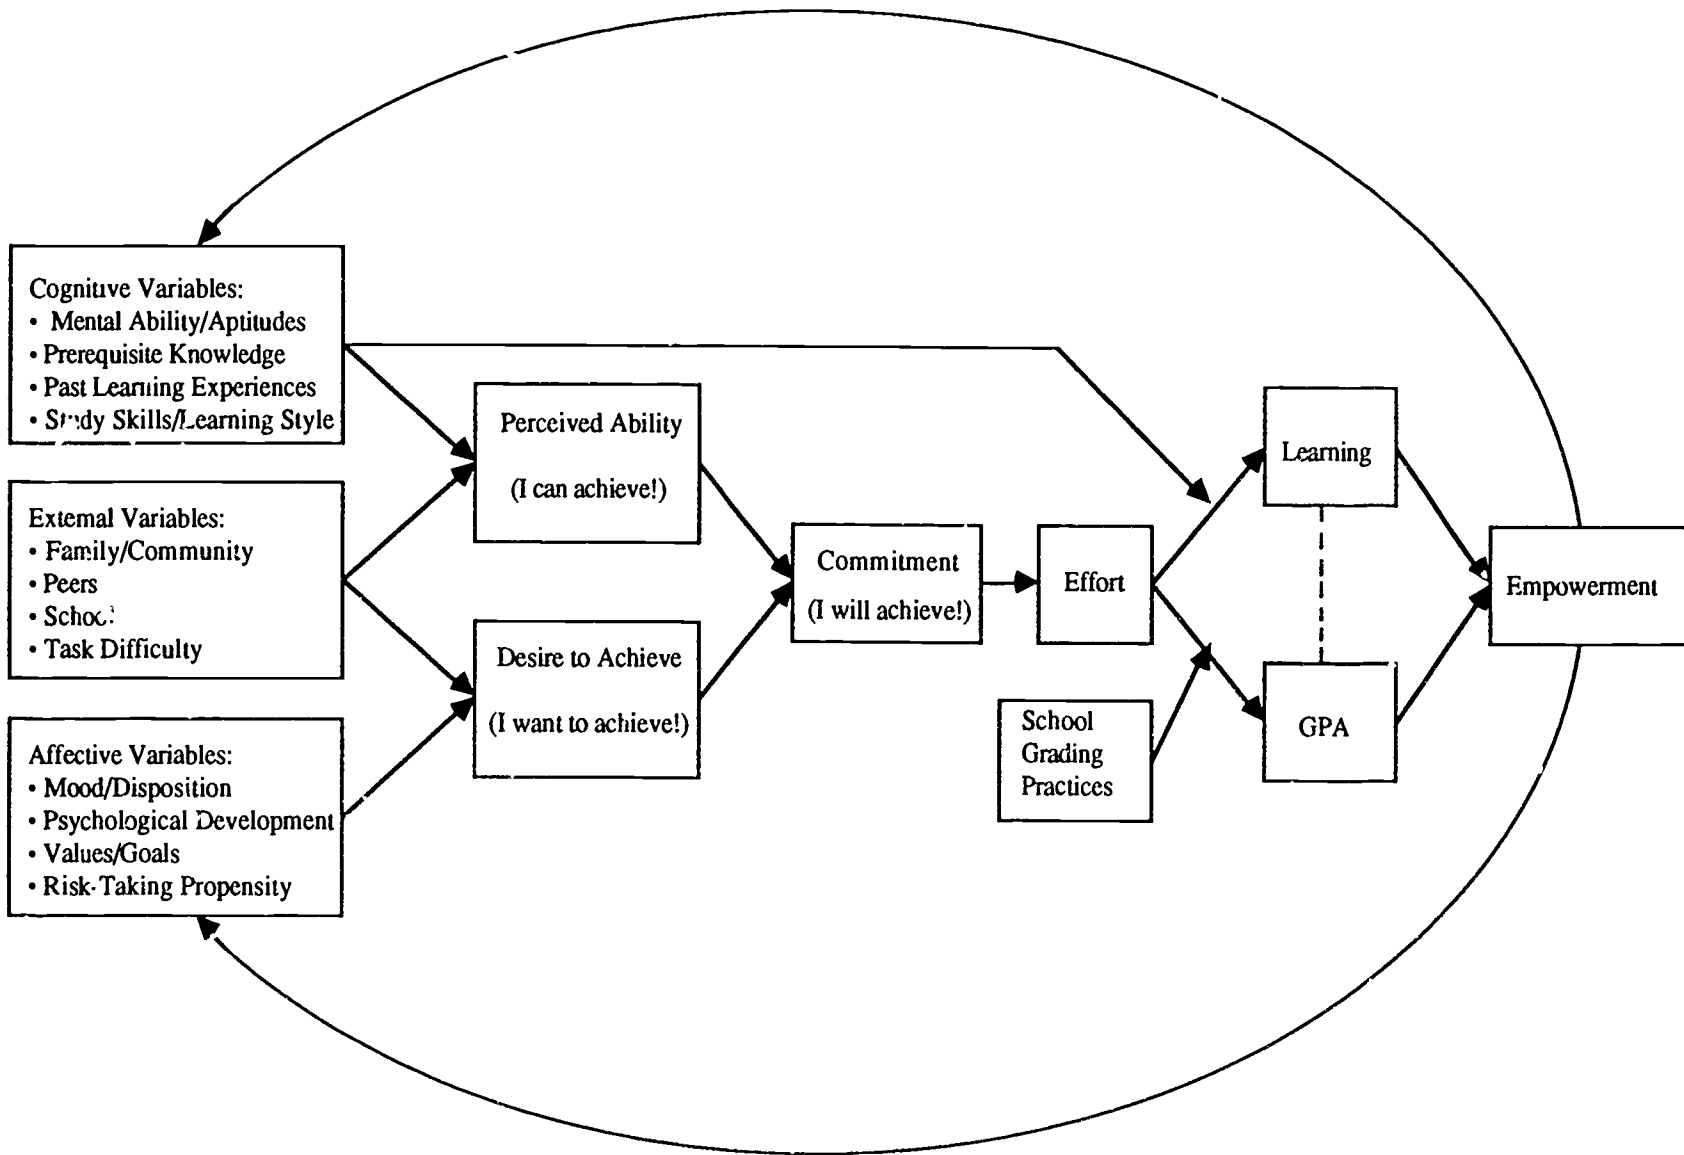 Cognitive Variables:
• Mental Ability/Aptitudes
• Prerequisite Knowledge
• Past Learning Experiences
• Study Skills/Learning Style
External Variables:
• Family/Community
• Peers
• School
• Task Difficulty
Affective Variables:
• Mood/Disposition
• Psychological Development
• Values/Goals
• Risk-Taking Propensity
Perceived Ability
(I can achieve!)
Desire to Achieve
(I want to achieve!)
Commitment
(I will achieve!)
Effort
School
Grading
Practices
Learning
GPA
Empowerment